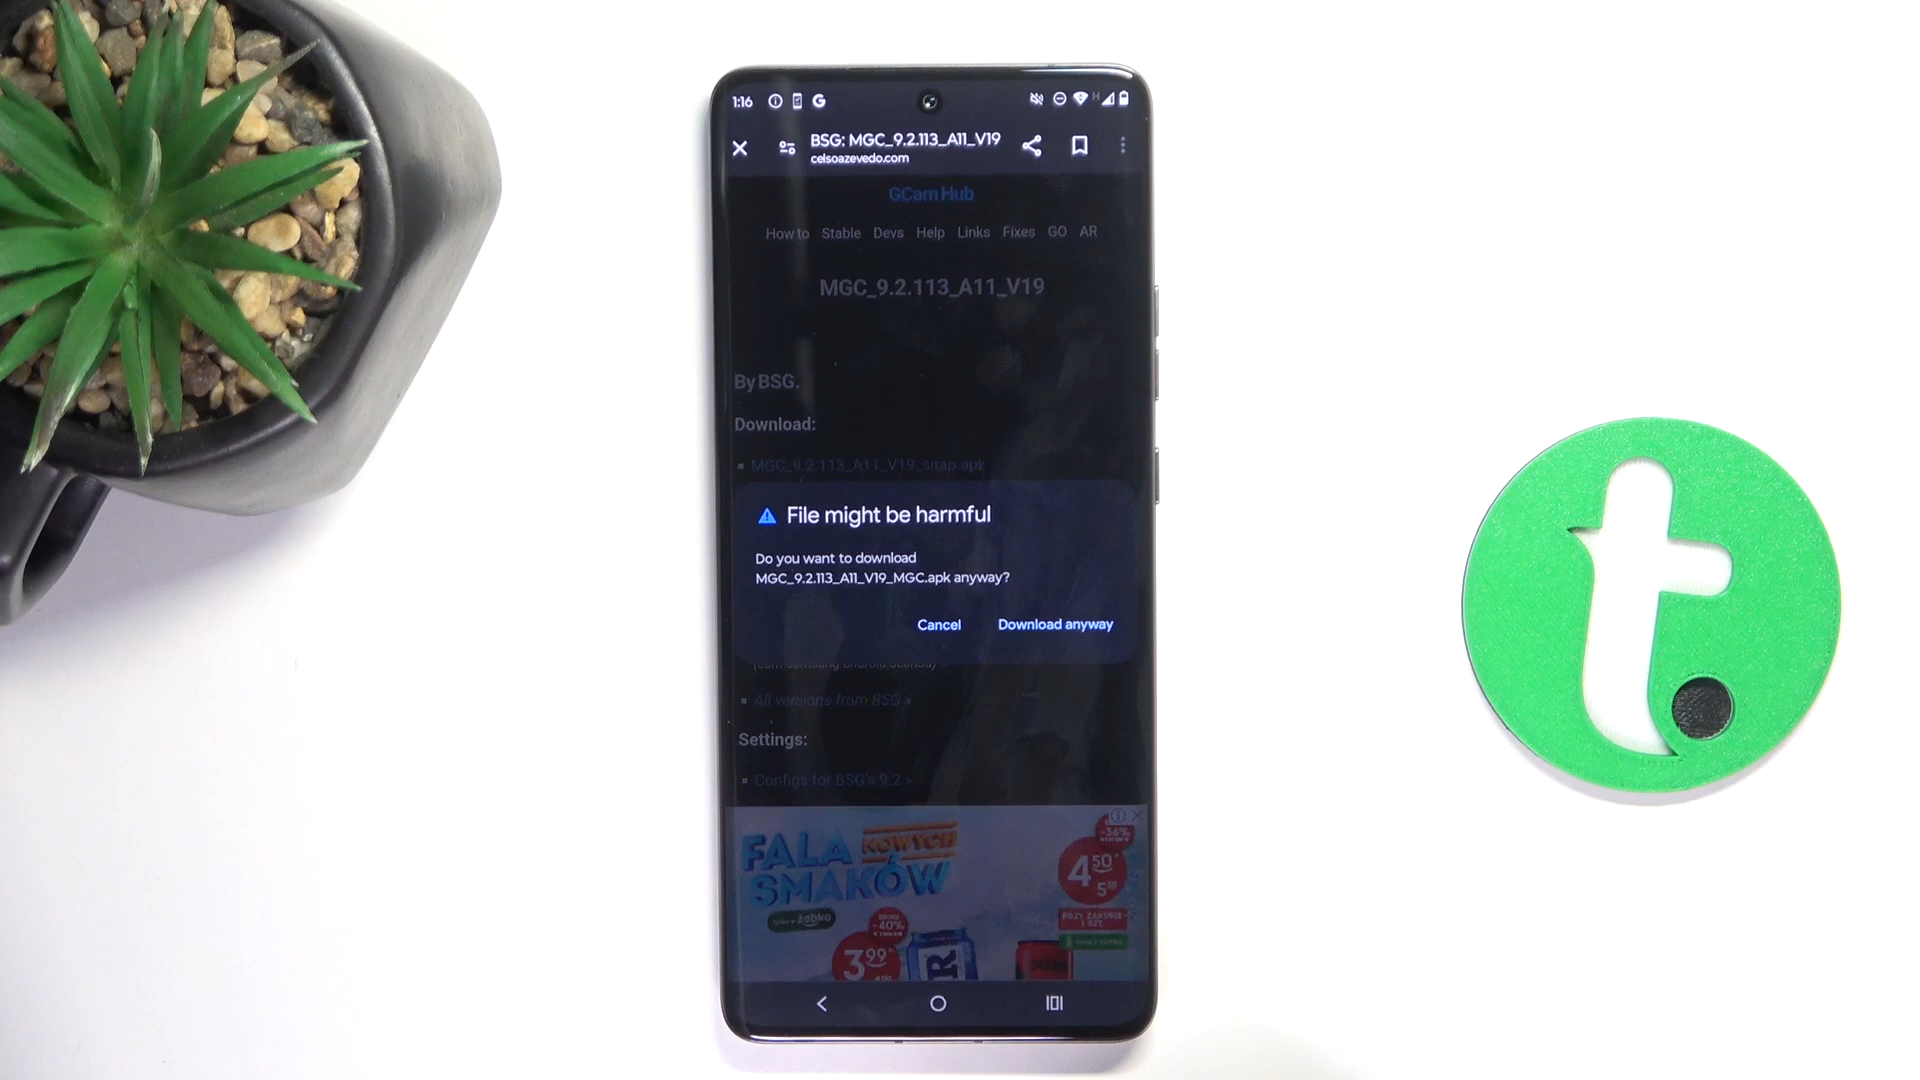 1:16
BSG: MGC_9.2.113_A11_V19
celsoazevedo.com
GCam Hub
How to Stable Devs Help Links Fixes GO AR
MGC_9.2.113_A11_V19
By BSG.
Download:
MGC_9.2.113_A11_V19_snap.apk
File might be harmful
Do you want to download
MGC_9.2.113_A11_V19_MGC.apk anyway?
Cancel Download anyway
All versions from BSG »
Settings:
Configs for BSG's 9.2 »
FALA NOWYCH
SMAKÓW
żabka
-36%
4 50
5
-40%
3 99
t